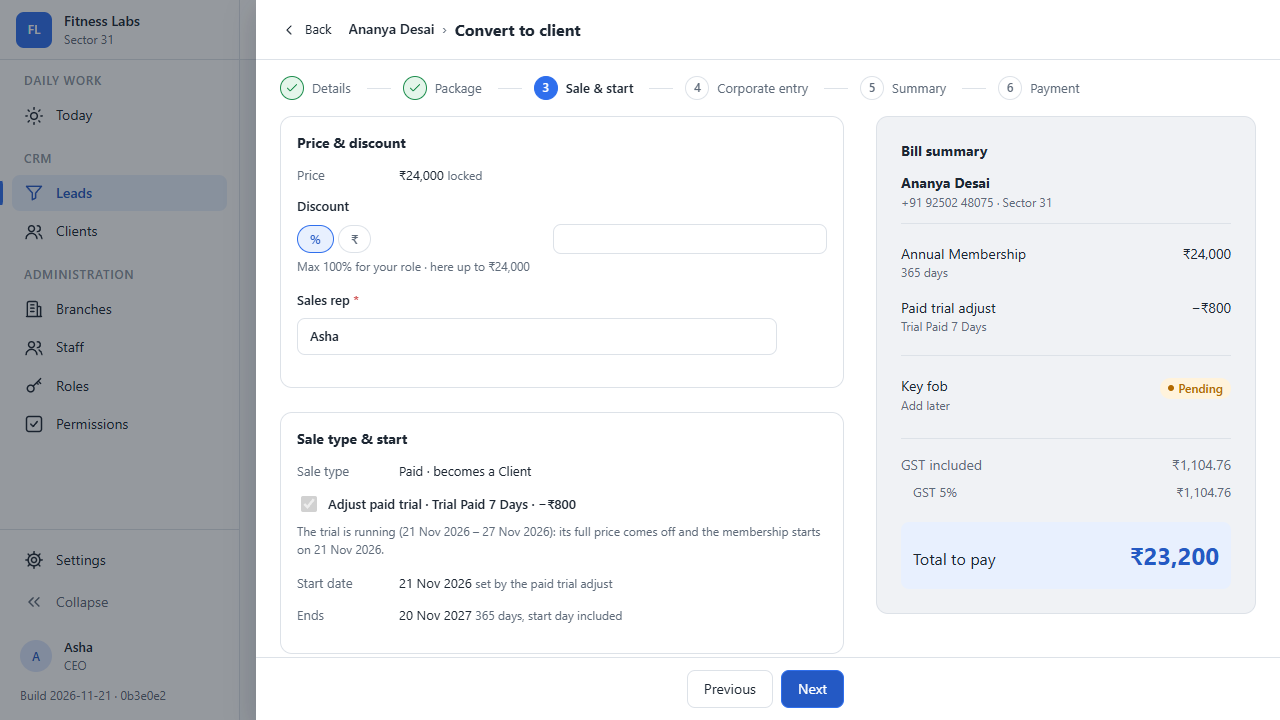 FL
Fitness Labs
Sector 31
DAILY WORK
Today
CRM
Leads
Clients
ADMINISTRATION
Branches
Staff
Roles
Permissions
Settings
Collapse
A
Asha
CEO
Build 2026-11-21 · 0b3e0e2
Back Ananya Desai › Convert to client
Details Package 3 Sale & start 4 Corporate entry 5 Summary 6 Payment
Price & discount
Price ₹24,000 locked
Discount
% ₹
Max 100% for your role · here up to ₹24,000
Sales rep *
Asha
Sale type & start
Sale type Paid · becomes a Client
Adjust paid trial · Trial Paid 7 Days · −₹800
The trial is running (21 Nov 2026 – 27 Nov 2026): its full price comes off and the membership starts
on 21 Nov 2026.
Start date 21 Nov 2026 set by the paid trial adjust
Ends 20 Nov 2027 365 days, start day included
Previous Next
Bill summary
Ananya Desai
+91 92502 48075 · Sector 31
Annual Membership ₹24,000
365 days
Paid trial adjust −₹800
Trial Paid 7 Days
Key fob Pending
Add later
GST included ₹1,104.76
GST 5% ₹1,104.76
Total to pay ₹23,200